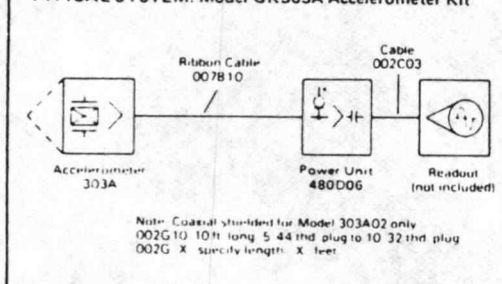 Model GK303A Accelerometer Kit
Ribbon Cable
007B10
Cable
002C03
Accelerometer
303A
Power Unit
480D06
Readout
(not included)
Note: Coaxial shielded for Model 303A02 only
002G10 10 ft long 5-44 thd plug to 10-32 thd plug
002G X specify length X feet